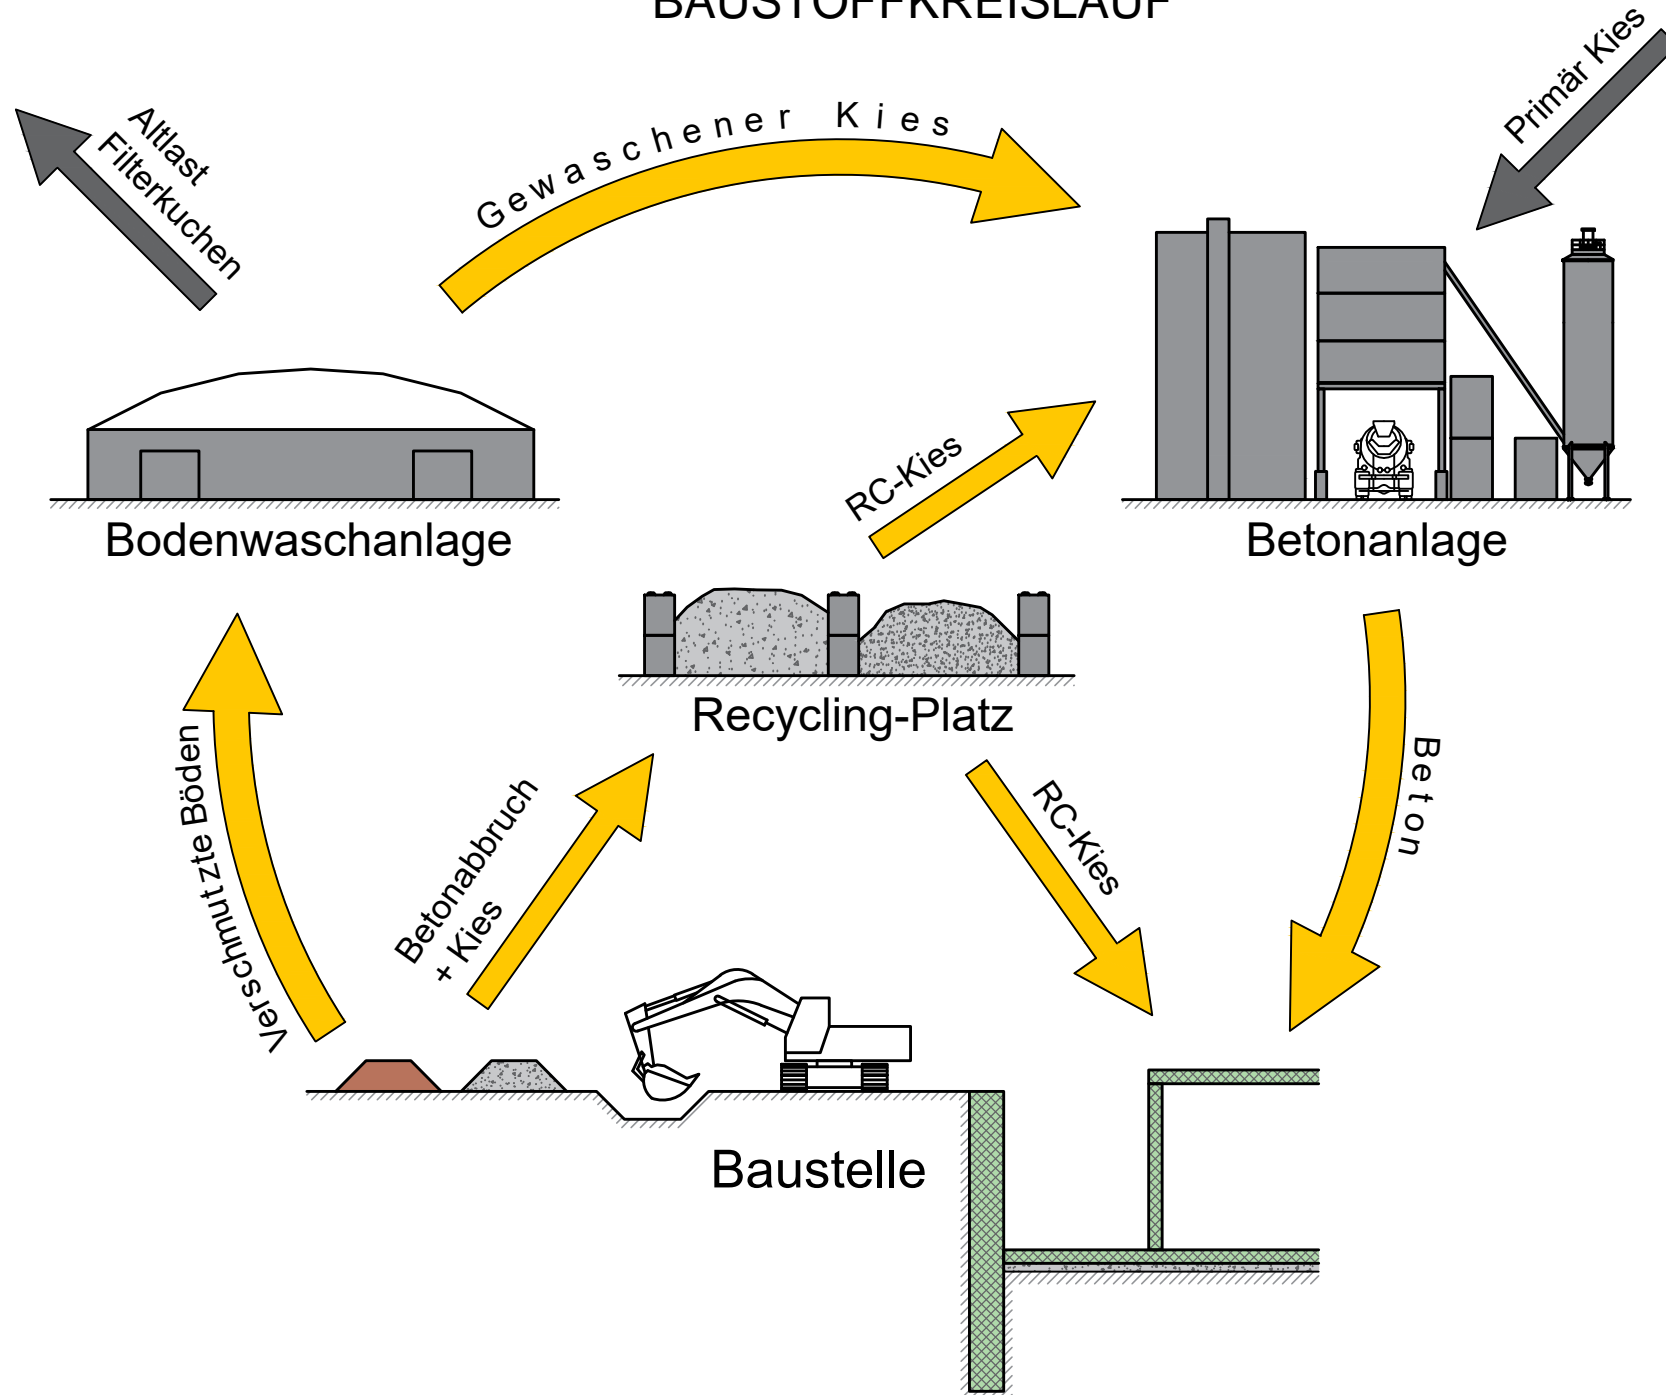 BAUSTOFFKREISLAUF
Primär Kies
Altlast
Filterkuchen
Gewaschener Kies
RC-Kies
Bodenwaschanlage
Betonanlage
Recycling-Platz
Verschmutzte Böden
Betonabbruch
+ Kies
RC-Kies
Beton
Baustelle